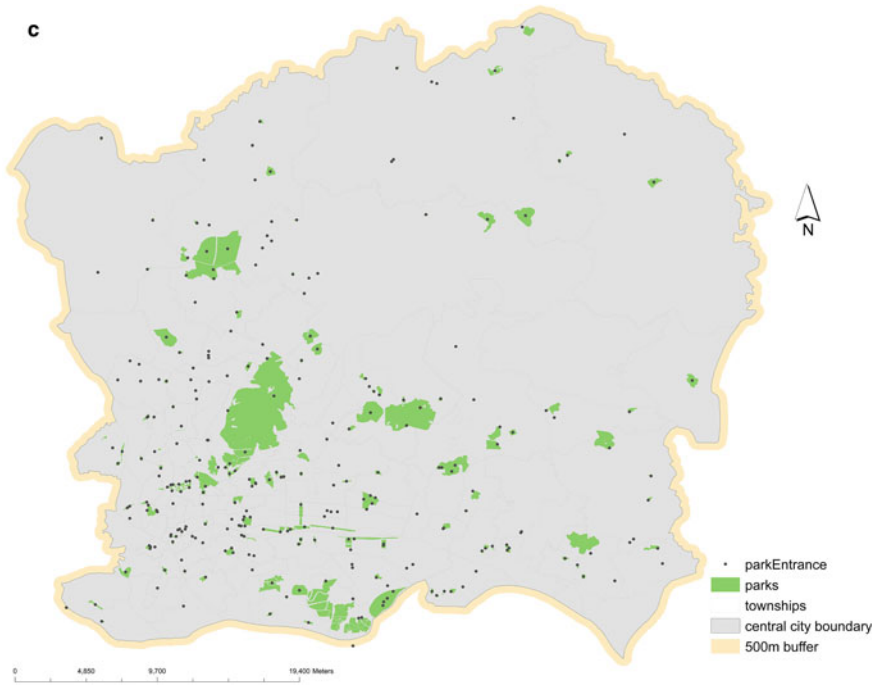 c
N
parkEntrance
parks
townships
central city boundary
500m buffer
0 4,850 9,700 19,400 Meters